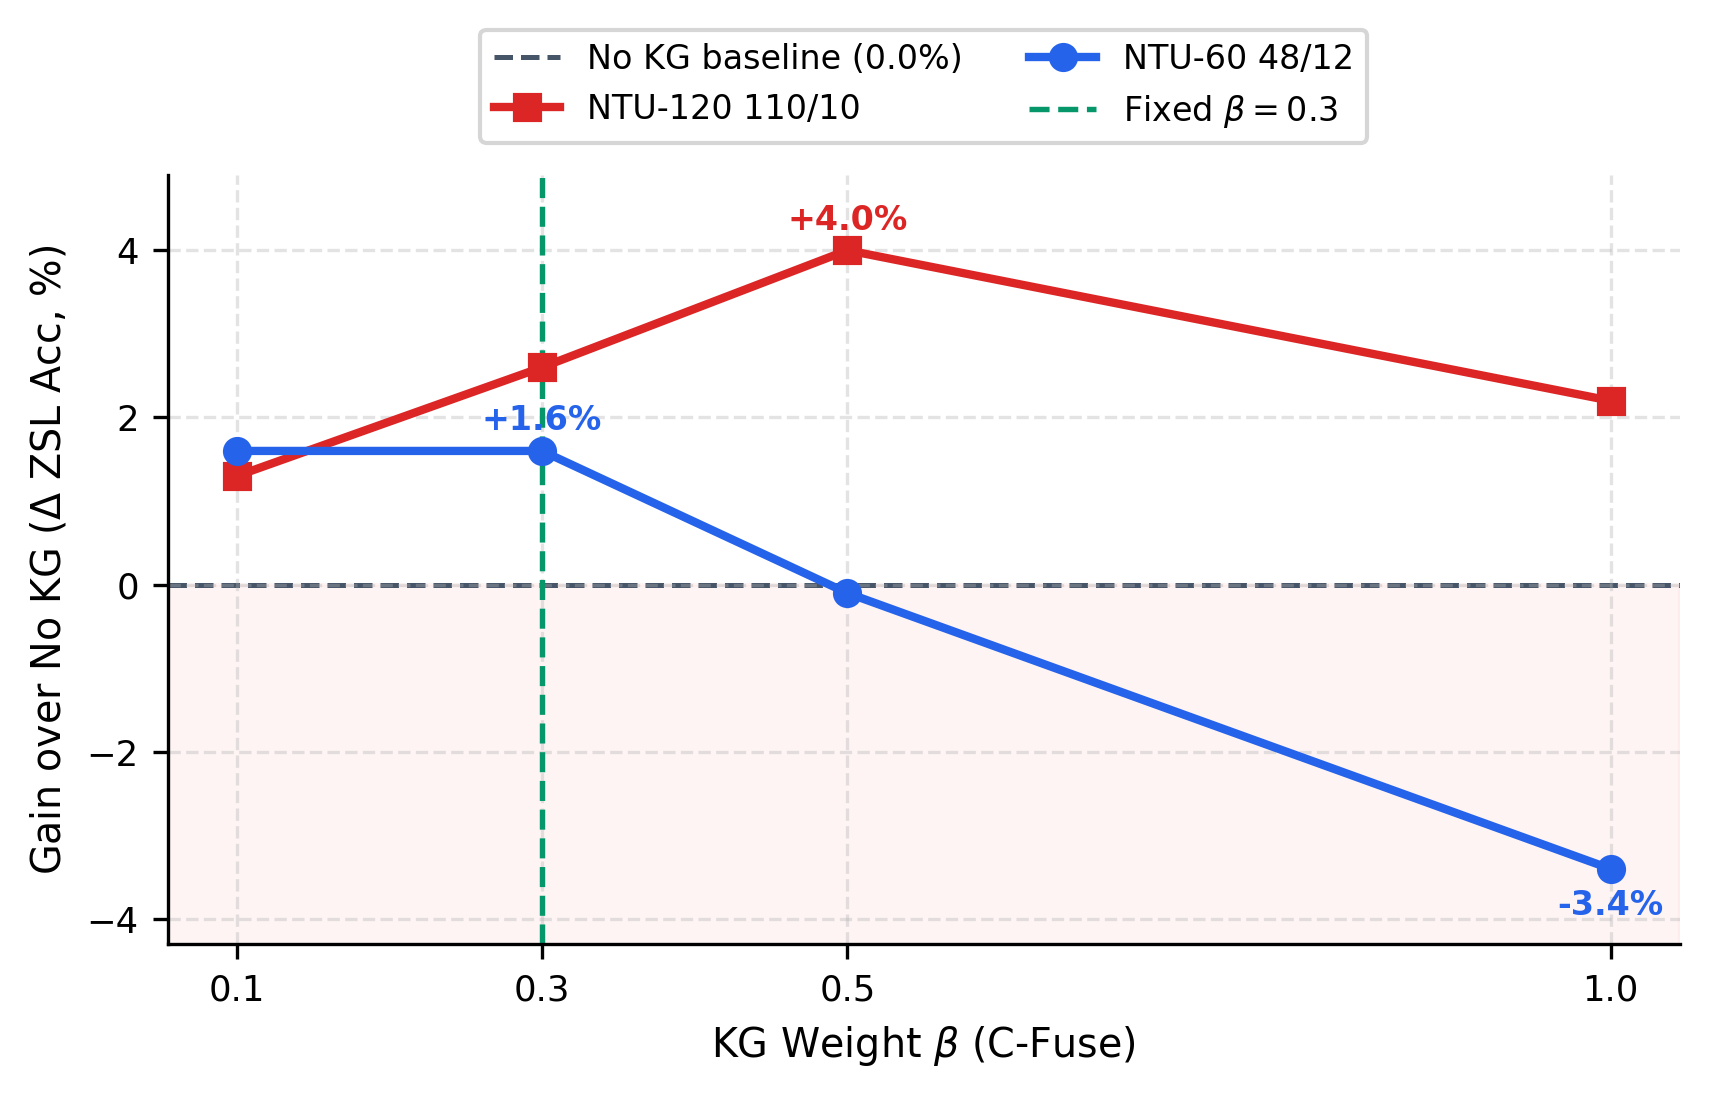 No KG baseline (0.0%)
NTU-120 110/10
NTU-60 48/12
Fixed β = 0.3
Gain over No KG (Δ ZSL Acc, %)
4
2
0
−2
−4
+4.0%
+1.6%
-3.4%
0.1
0.3
0.5
1.0
KG Weight β (C-Fuse)